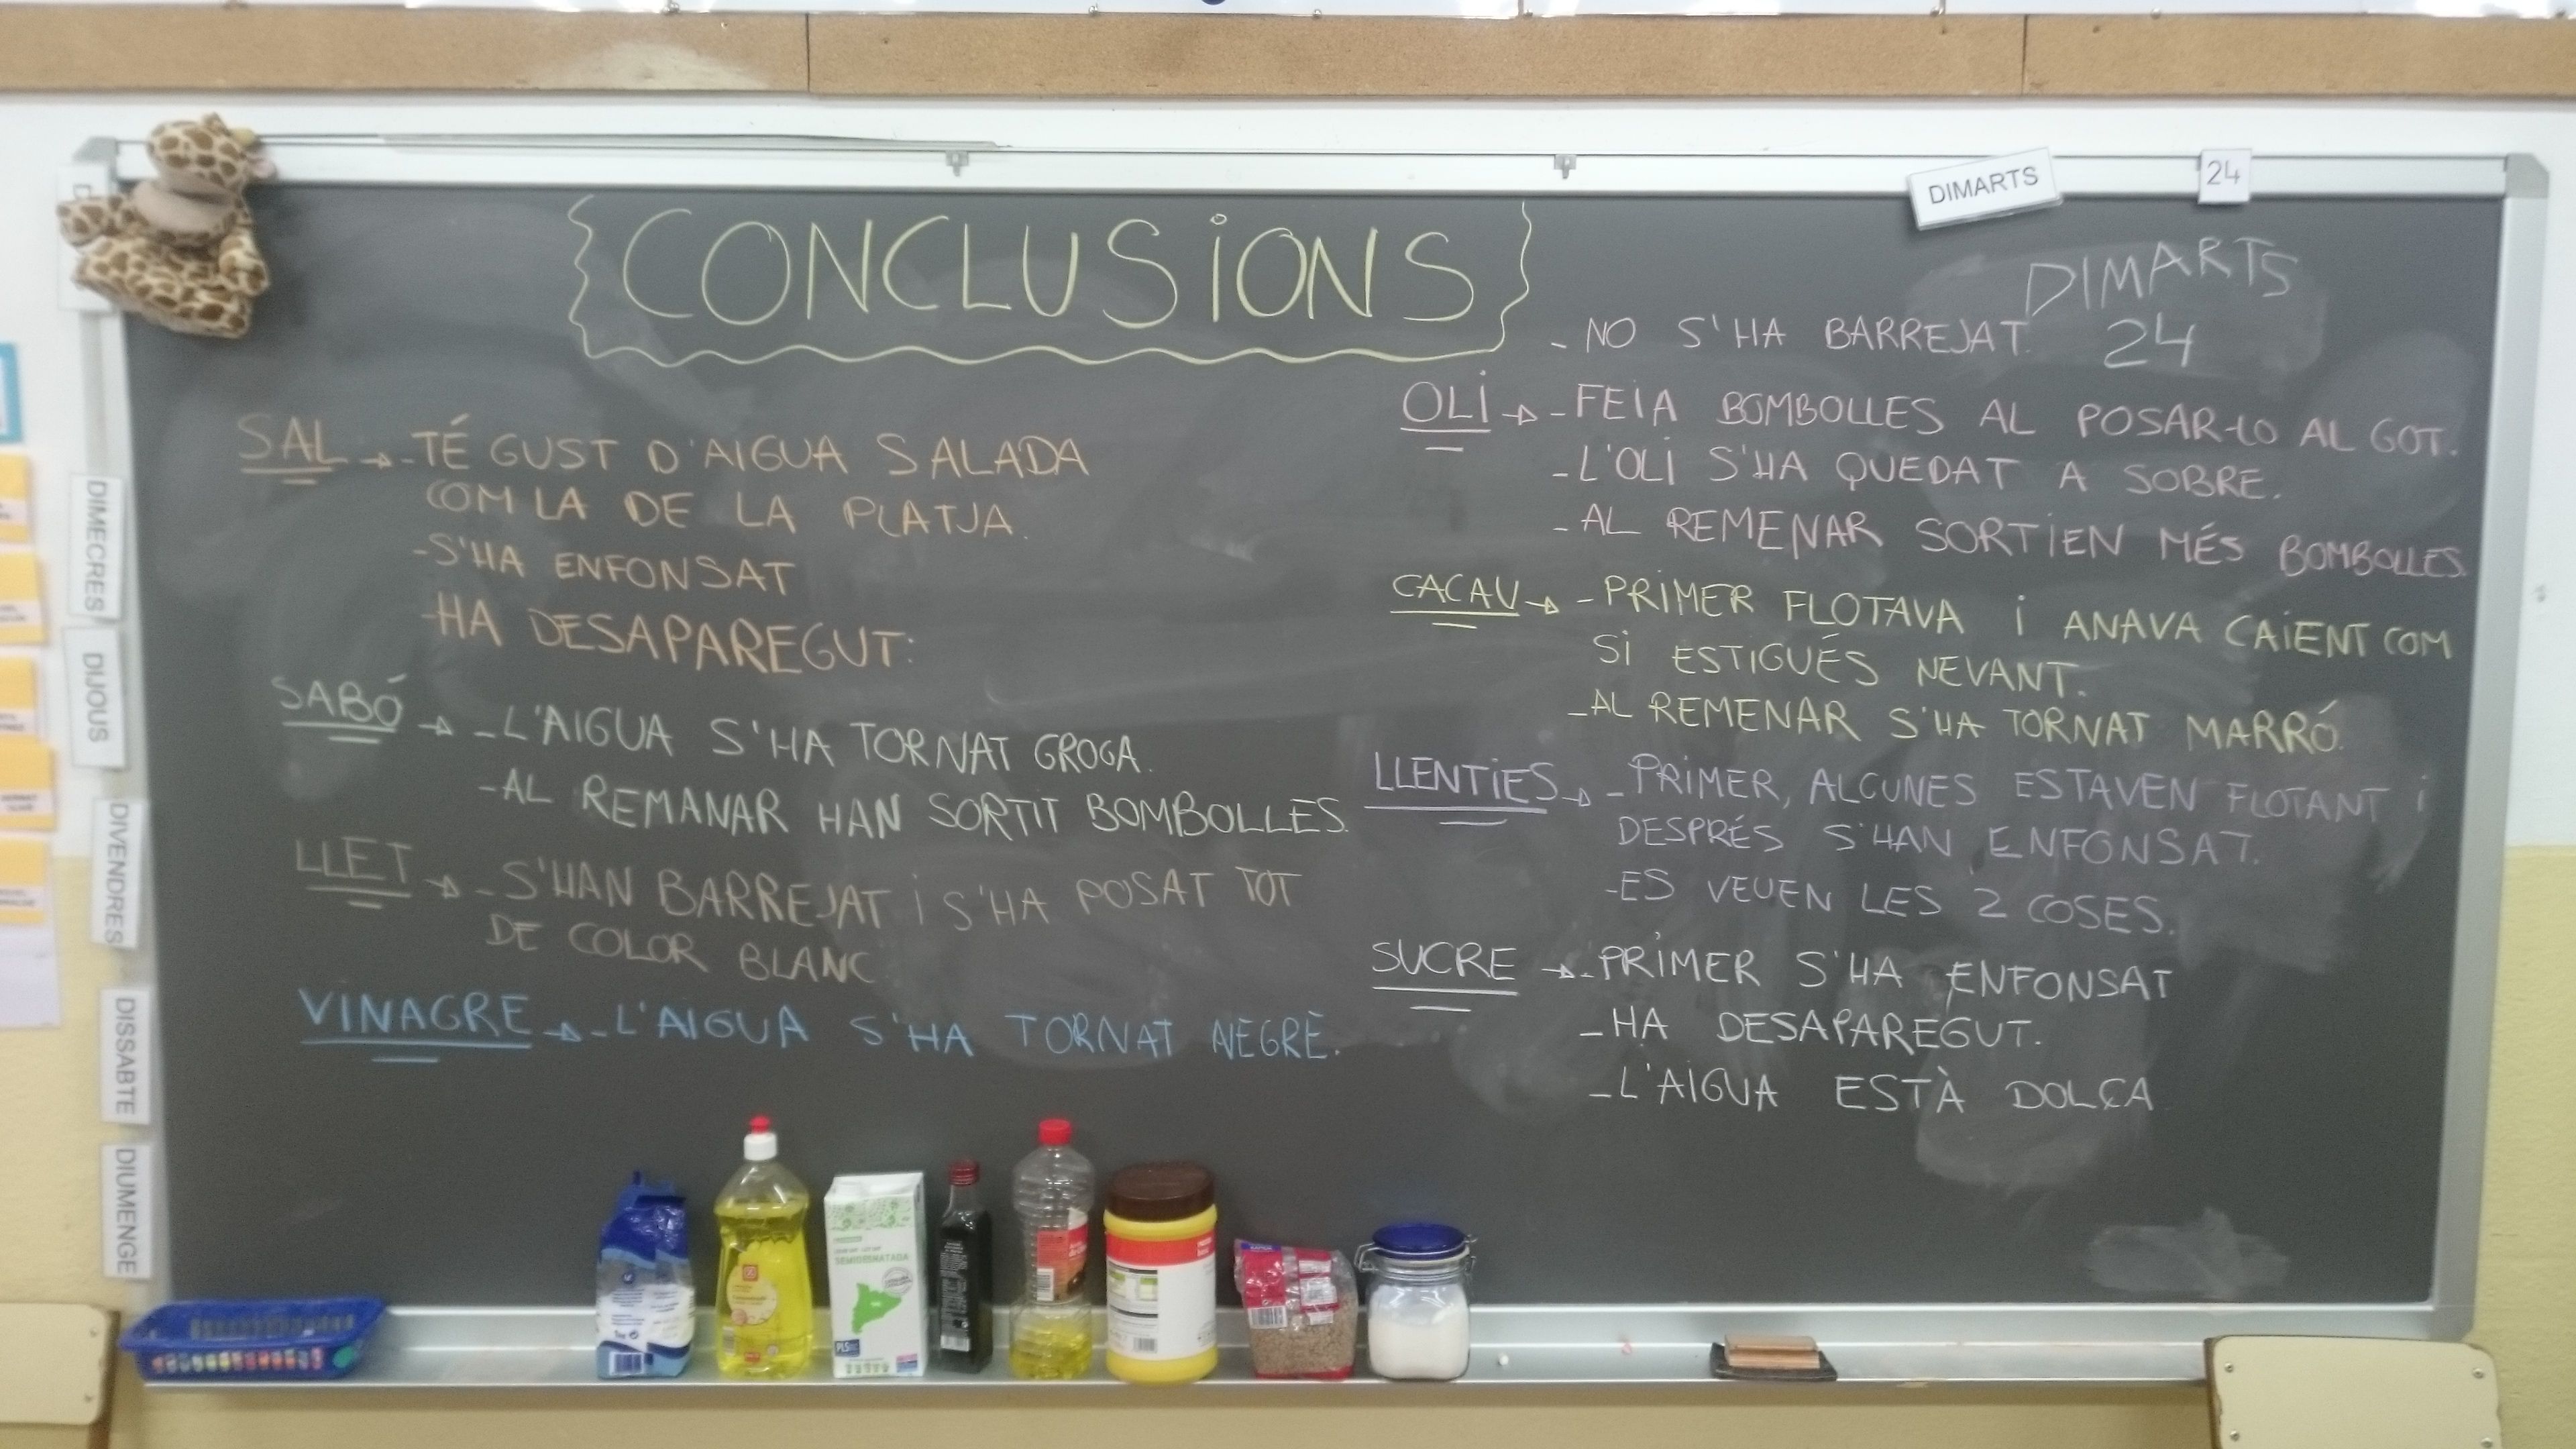 DIMARTS
24
CONCLUSIONS
DIMARTS
24
SAL → - TÉ GUST D'AIGUA SALADA
COM LA DE LA PLATJA.
- S'HA ENFONSAT
- HA DESAPAREGUT.
SABÓ → - L'AIGUA S'HA TORNAT GROGA.
- AL REMANAR HAN SORTIT BOMBOLLES.
LLET → - S'HAN BARREJAT i S'HA POSAT TOT
DE COLOR BLANC
VINAGRE → - L'AIGUA S'HA TORNAT NEGRE.
- NO S'HA BARREJAT.
OLI → - FEIA BOMBOLLES AL POSAR-LO AL GOT.
- L'OLI S'HA QUEDAT A SOBRE.
- AL REMENAR SORTIEN MÉS BOMBOLLES.
CACAU → - PRIMER FLOTAVA i ANAVA CAIENT COM
SI ESTIGUÉS NEVANT.
- AL REMENAR S'HA TORNAT MARRÓ.
LLENTIES → - PRIMER, ALGUNES ESTAVEN FLOTANT i
DESPRÉS S'HAN ENFONSAT.
- ES VEUEN LES 2 COSES.
SUCRE → - PRIMER S'HA ENFONSAT
- HA DESAPAREGUT.
- L'AIGUA ESTÀ DOLÇA
DIMECRES
DIJOUS
DIVENDRES
DISSABTE
DIUMENGE
SEMIDESNATADA
PLS